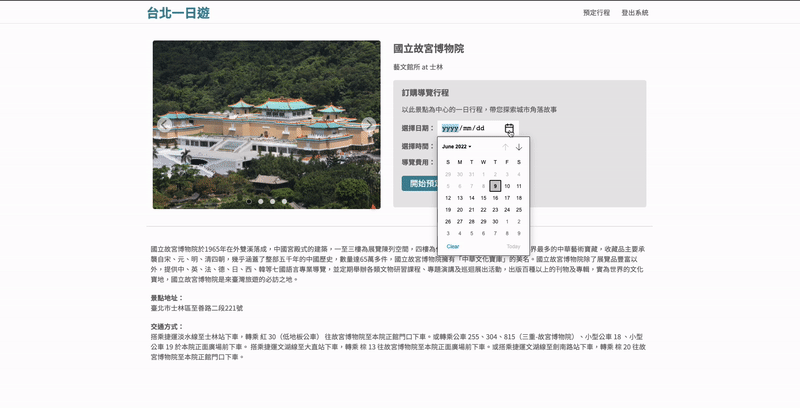 台北一日遊
預定行程 登出系統
國立故宮博物院
藝文館所 at 士林
訂購導覽行程
以此景點為中心的一日行程，帶您探索城市角落故事
選擇日期： yyyy/mm/dd
選擇時間：
導覽費用：
開始預
June 2022
S M T W T F S
29 30 31 1 2 3 4
5 6 7 8 9 10 11
12 13 14 15 16 17 18
19 20 21 22 23 24 25
26 27 28 29 30 1 2
3 4 5 6 7 8 9
Clear Today
國立故宮博物院於1965年在外雙溪落成，中國宮殿式的建築，一至三樓為展覽陳列空間，四樓為 界最多的中華藝術寶藏，收藏品主要承
襲自宋、元、明、清四朝，幾乎涵蓋了整部五千年的中國歷史，數量達65萬多件，國立故宮博物院擁有「中華文化寶庫」的美名。國立故宮博物院除了展覽品豐富以
外，提供中、英、法、德、日、西、韓等七國語言專業導覽，並定期舉辦各類文物研習課程、專題演講及巡迴展出活動，出版百種以上的刊物及專輯，實為世界的文化
寶地，國立故宮博物院是來臺灣旅遊的必訪之地。
景點地址：
臺北市士林區至善路二段221號
交通方式：
搭乘捷運淡水線至士林站下車，轉乘 紅 30（低地板公車） 往故宮博物院至本院正館門口下車。或轉乘公車 255、304、815（三重-故宮博物院）、小型公車 18 、小型
公車 19 於本院正面廣場前下車。 搭乘捷運文湖線至大直站下車，轉乘 棕 13 往故宮博物院至本院正面廣場前下車。或搭乘捷運文湖線至劍南路站下車，轉乘 棕 20 往故
宮博物院至本院正館門口下車。